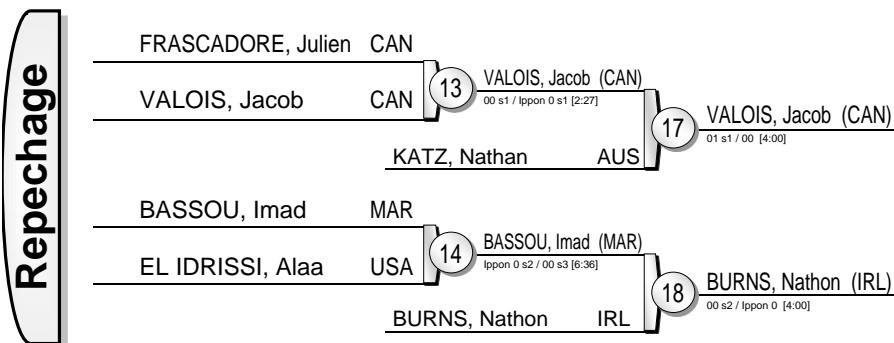 Repechage
FRASCADORE, Julien CAN
VALOIS, Jacob CAN
13
VALOIS, Jacob (CAN)
00 s1 / Ippon 0 s1 [2:27]
KATZ, Nathan AUS
17
VALOIS, Jacob (CAN)
01 s1 / 00 [4:00]
BASSOU, Imad MAR
EL IDRISSI, Alaa USA
14
BASSOU, Imad (MAR)
Ippon 0 s2 / 00 s3 [6:36]
BURNS, Nathon IRL
18
BURNS, Nathon (IRL)
00 s2 / Ippon 0 [4:00]